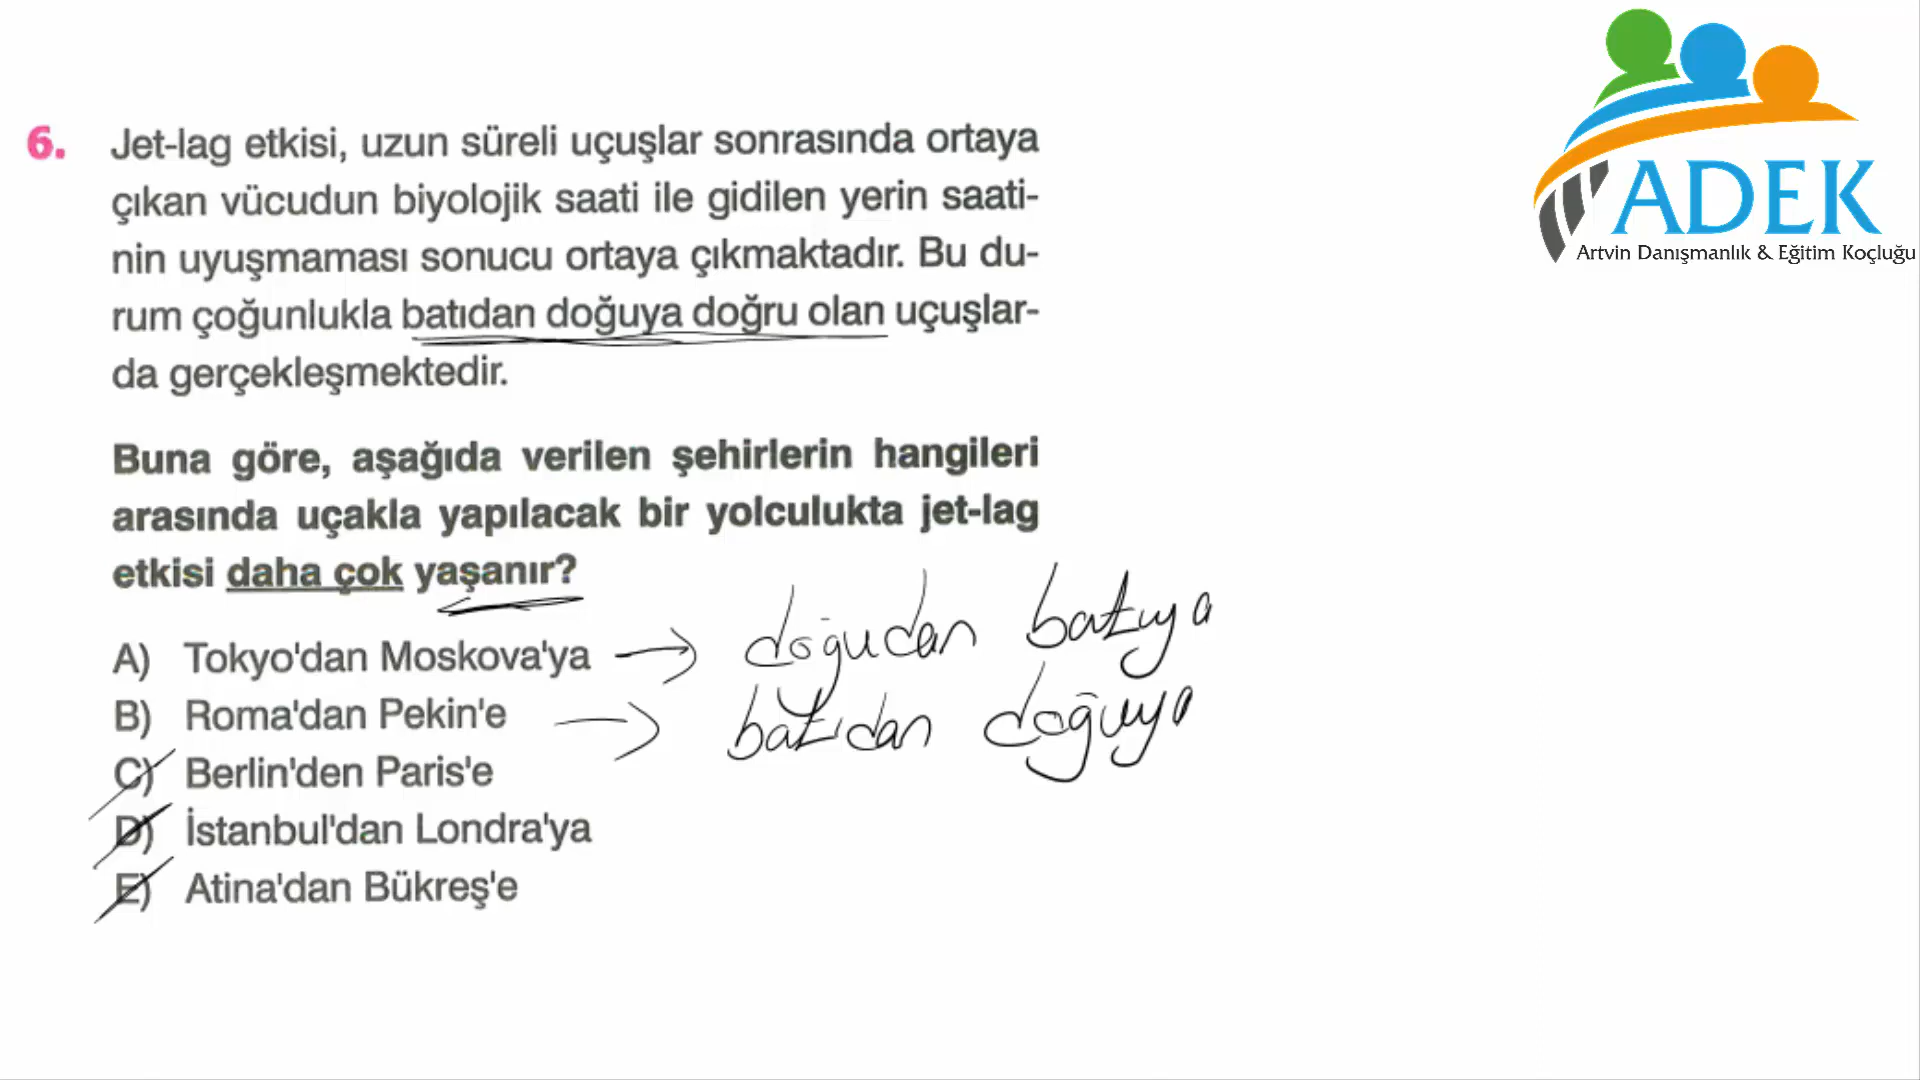 6. Jet-lag etkisi, uzun süreli uçuşlar sonrasında ortaya
çıkan vücudun biyolojik saati ile gidilen yerin saati-
nin uyuşmaması sonucu ortaya çıkmaktadır. Bu du-
rum çoğunlukla batıdan doğuya doğru olan uçuşlar-
da gerçekleşmektedir.
Buna göre, aşağıda verilen şehirlerin hangileri
arasında uçakla yapılacak bir yolculukta jet-lag
etkisi daha çok yaşanır?
A) Tokyo'dan Moskova'ya → doğudan batıya
B) Roma'dan Pekin'e → batıdan doğuya
C) Berlin'den Paris'e
D) İstanbul'dan Londra'ya
E) Atina'dan Bükreş'e
ADEK
Artvin Danışmanlık & Eğitim Koçluğu